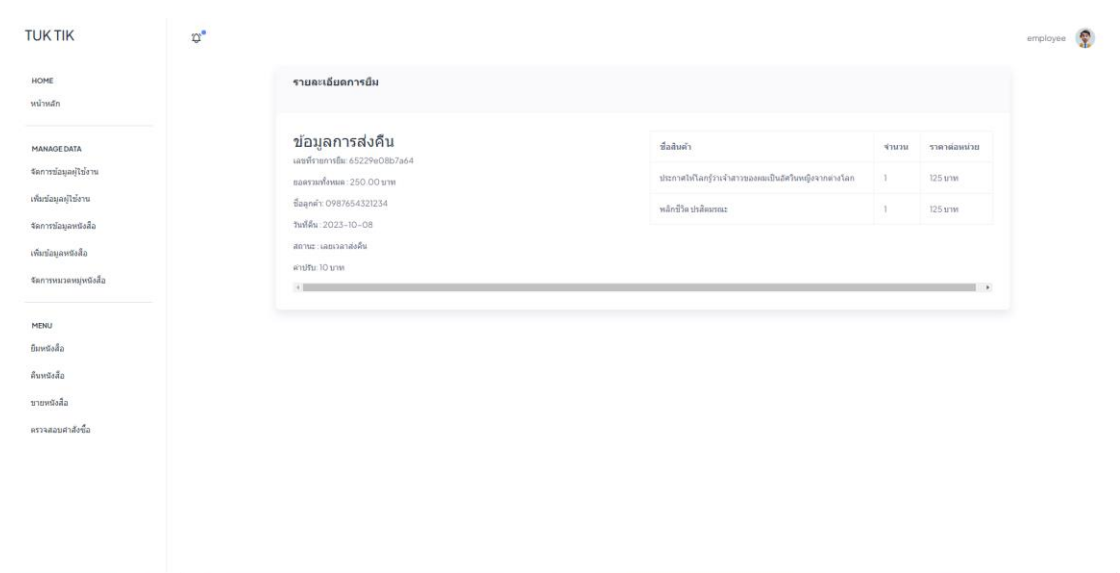 TUK TIK
employee
HOME
หน้าหลัก
MANAGE DATA
จัดการข้อมูลผู้ใช้งาน
เพิ่มข้อมูลผู้ใช้งาน
จัดการข้อมูลหนังสือ
เพิ่มข้อมูลหนังสือ
จัดการหมวดหมู่หนังสือ
MENU
ยืมหนังสือ
คืนหนังสือ
ขายหนังสือ
ตรวจสอบคำสั่งซื้อ
รายละเอียดการยืม
ข้อมูลการส่งคืน
เลขที่รายการยืม: 65229e08b7a64
ยอดรวมทั้งหมด : 250.00 บาท
ชื่อลูกค้า: 0987654321234
วันที่คืน : 2023-10-08
สถานะ : เลยเวลาส่งคืน
ค่าปรับ: 10 บาท
ชื่อสินค้า จำนวน ราคาต่อหน่วย
ประกาศให้โลกรู้ว่าเจ้าสาวของผมเป็นอัศวินหญิงจากต่างโลก 1 125 บาท
พลิกชีวิต ปรสิตมรณะ 1 125 บาท